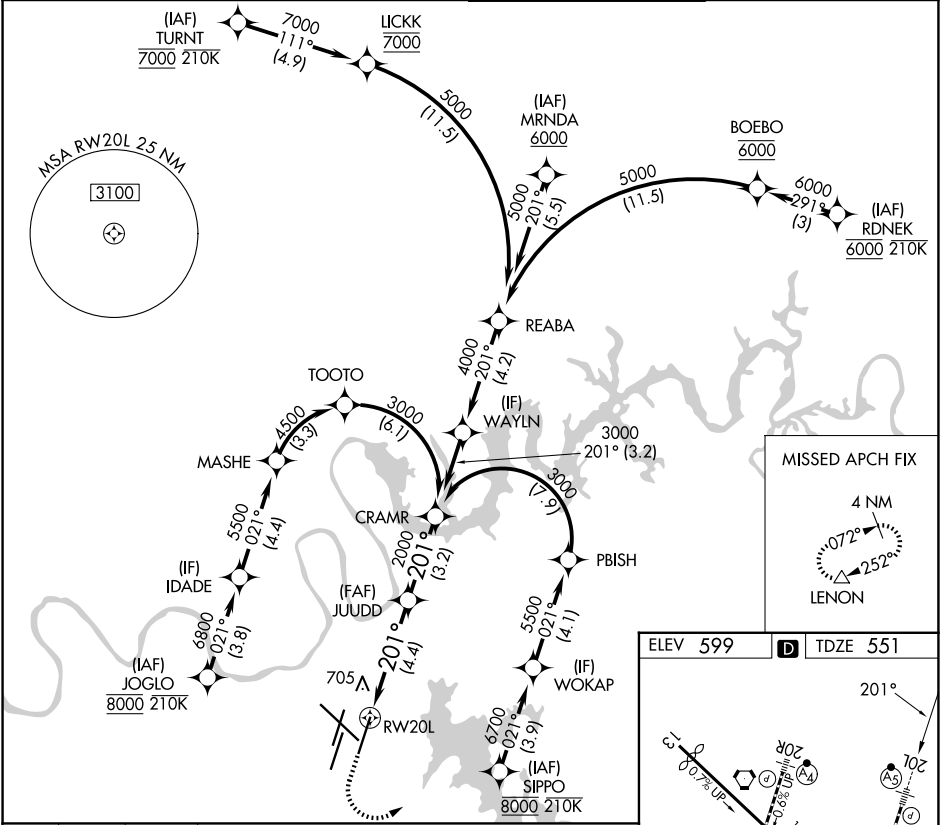 (IAF)
TURNT
7000 210K
7000
111°
(4.9)
LICKK
7000
5000
(11.5)
(IAF)
MRNDA
6000
5000
201°
(5.5)
BOEBO
6000
5000
(11.5)
6000
291°
(3)
(IAF)
RDNEK
6000 210K
MSA RW20L 25 NM
3100
REABA
4000
201°
(4.2)
TOOTO
(IF)
WAYLN
3000
201° (3.2)
4500
(3.3)
3000
(6.1)
MASHE
3000
(7.9)
CRAMR
5500
021°
(4.4)
(IF)
IDADE
2000
201°
(3.2)
PBISH
(FAF)
JUUDD
6800
021°
(3.8)
201°
(4.4)
5500
021°
(4.1)
(IAF)
JOGLO
8000 210K
705
RW20L
(IF)
WOKAP
6700
021°
(3.9)
(IAF)
SIPPO
8000 210K
MISSED APCH FIX
4 NM
072°
252°
LENON
ELEV 599
D
TDZE 551
201°
13
0.7% UP
20R
A4
P
0.6% UP
A5
20L
P